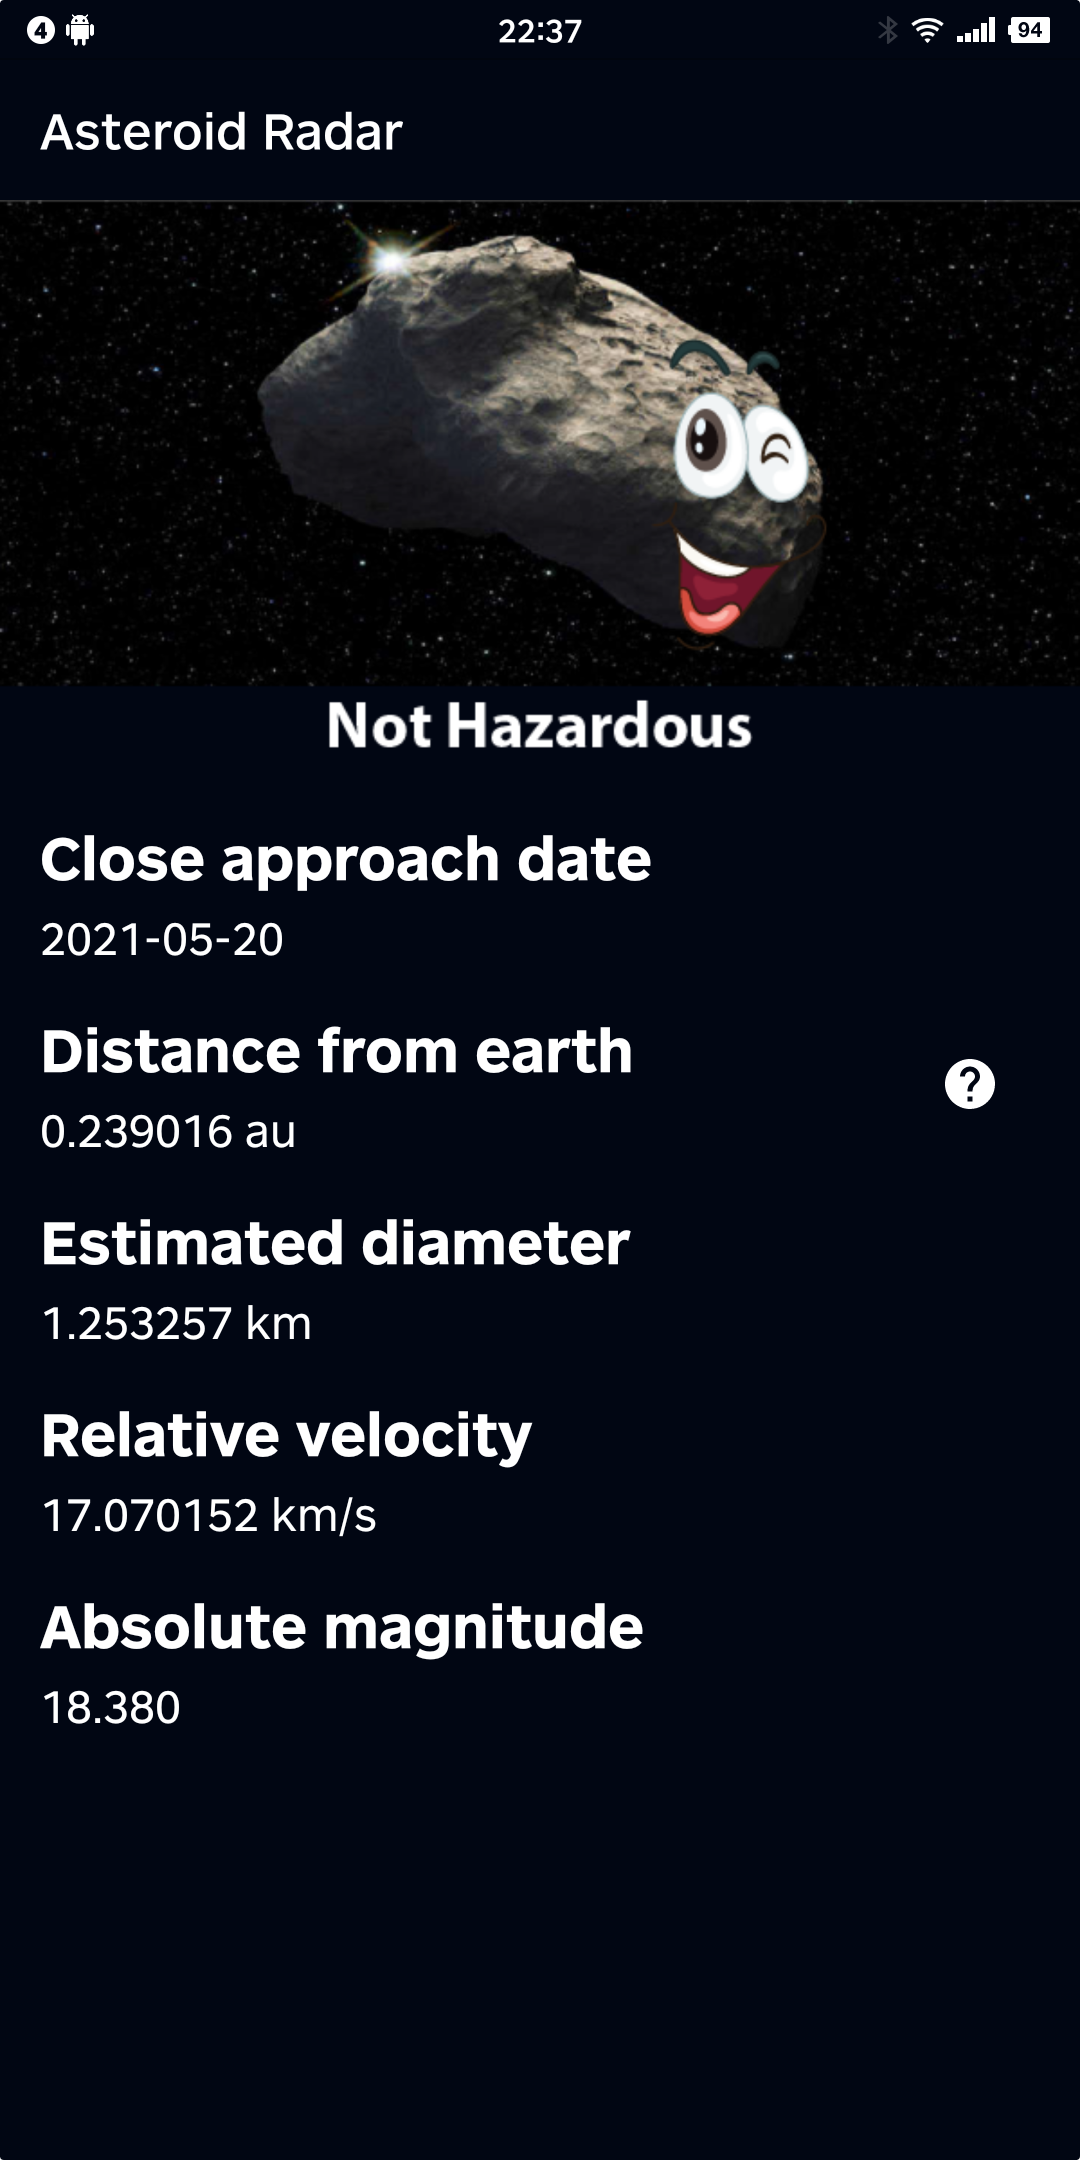 4 22:37 94
Asteroid Radar
Not Hazardous
Close approach date
2021-05-20
Distance from earth
?
0.239016 au
Estimated diameter
1.253257 km
Relative velocity
17.070152 km/s
Absolute magnitude
18.380